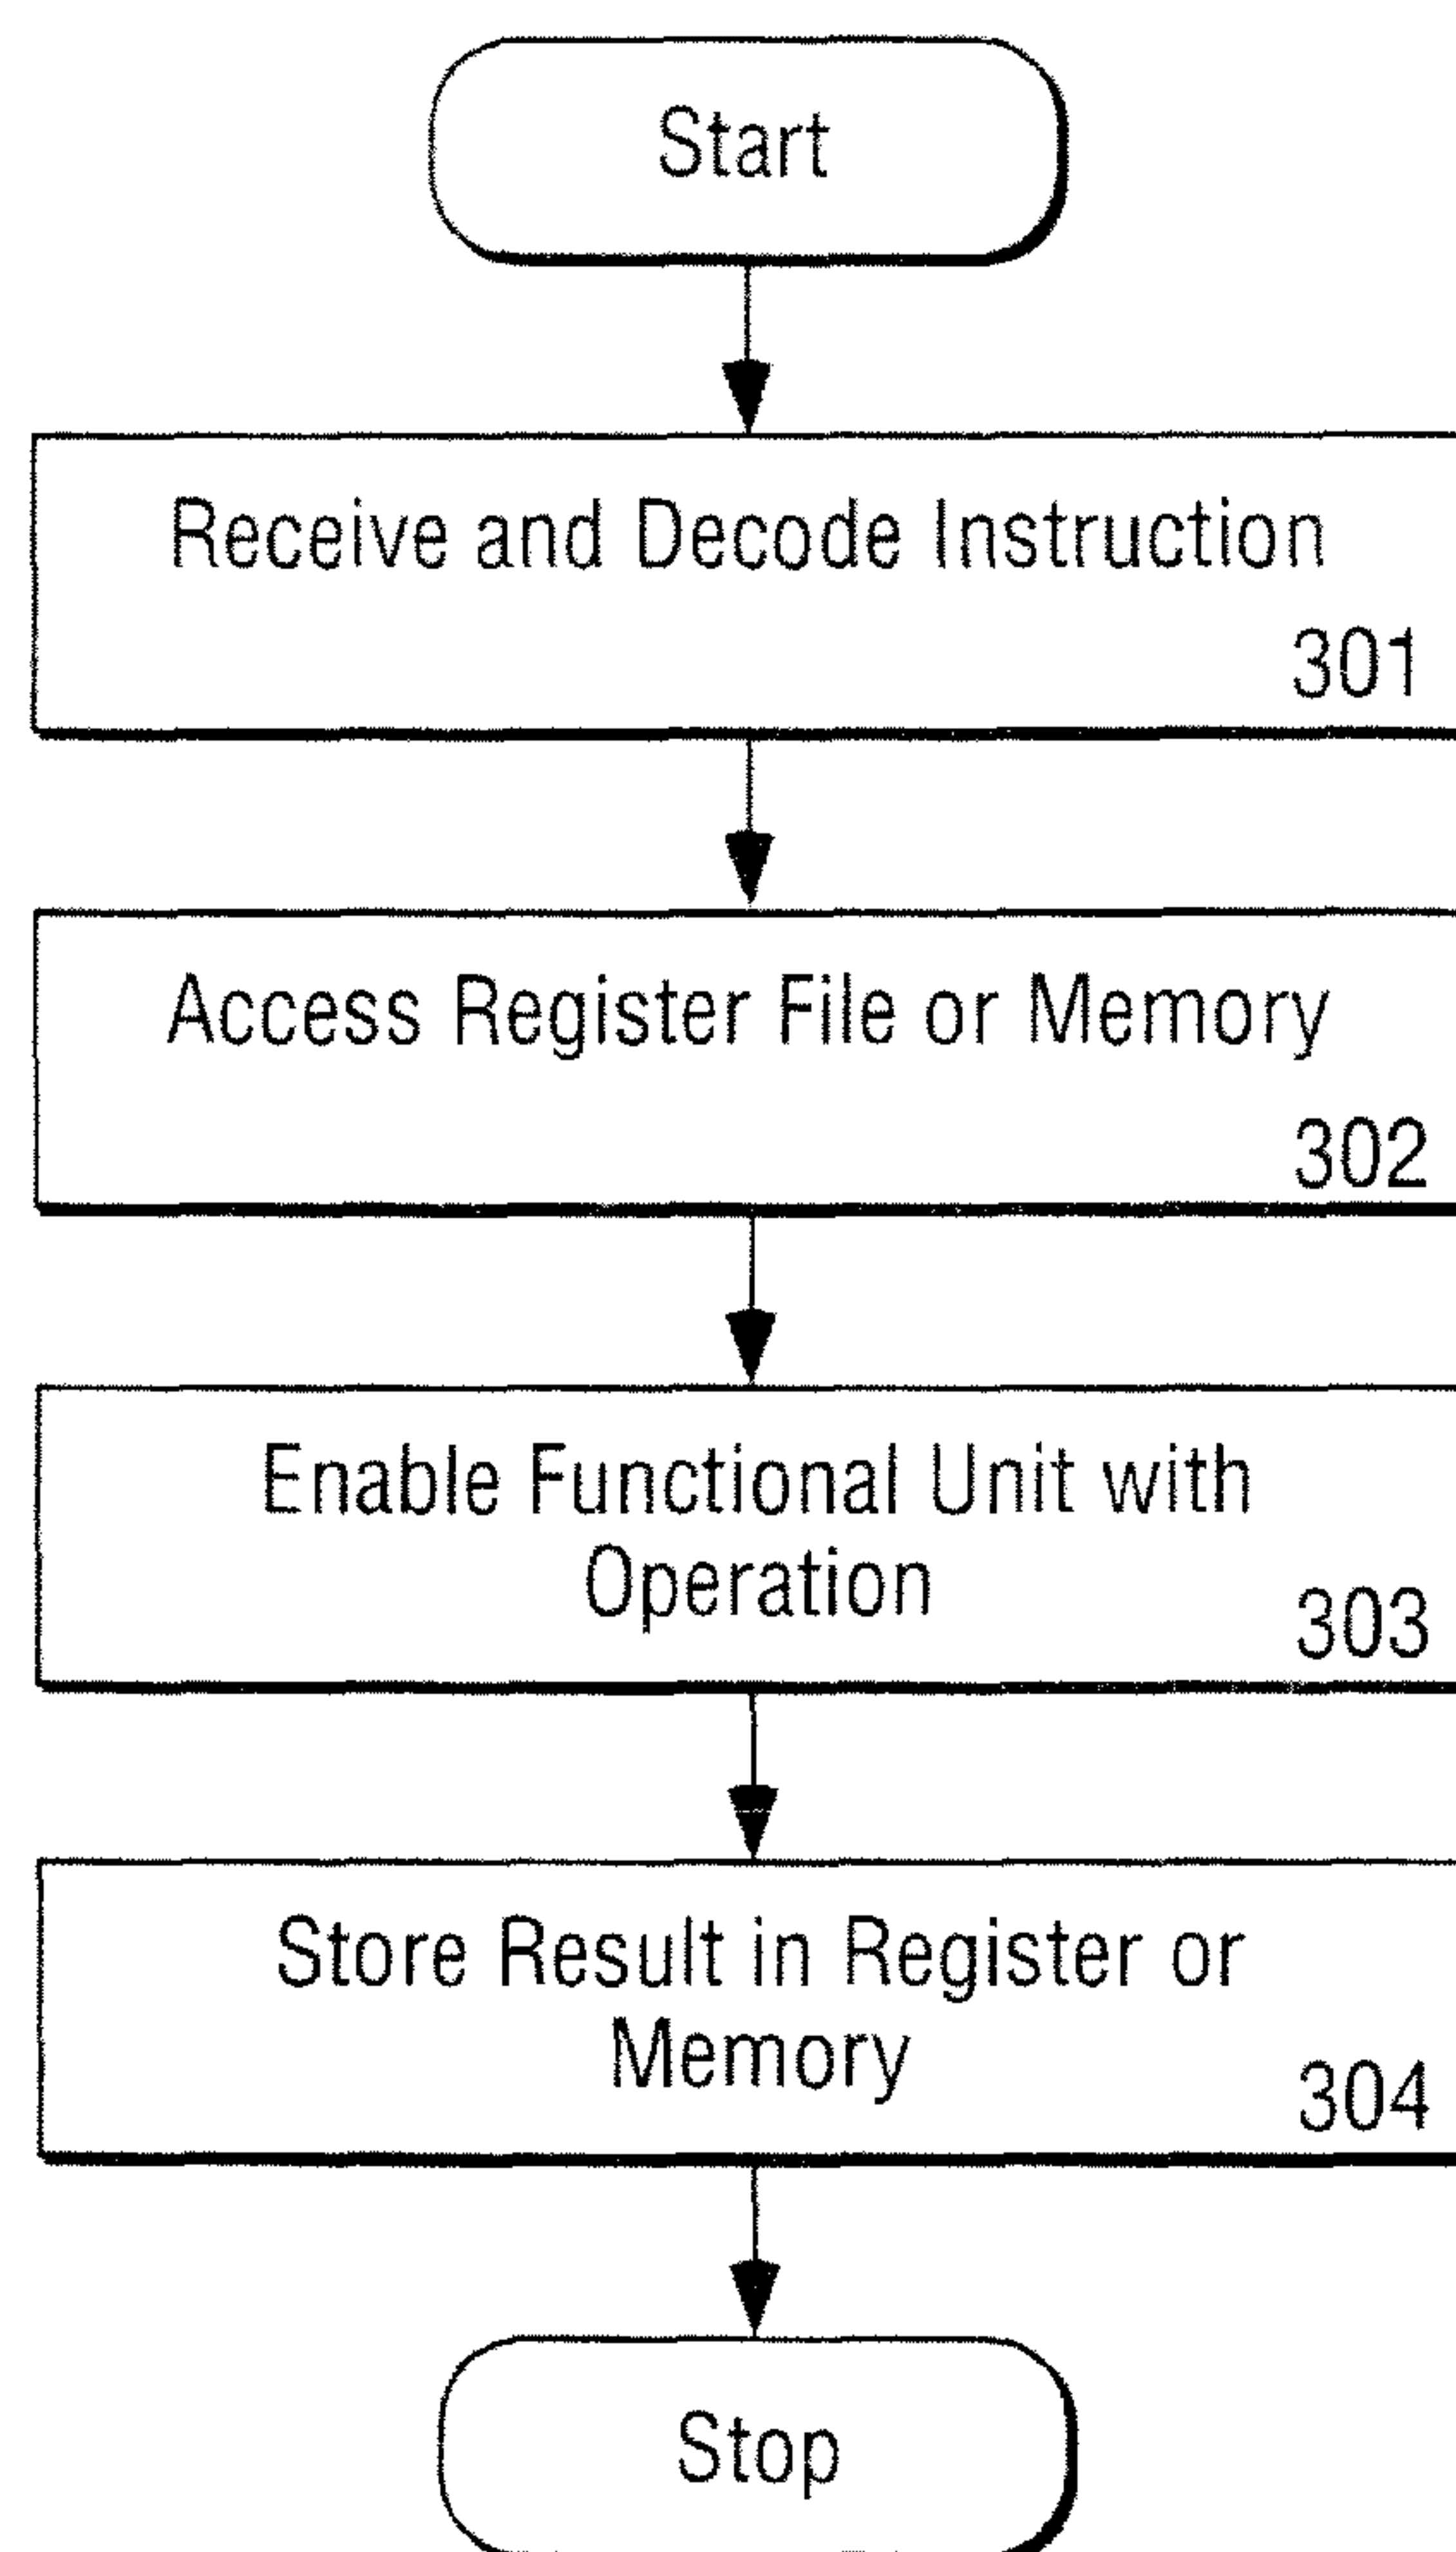 Start
Receive and Decode Instruction
301
Access Register File or Memory
302
Enable Functional Unit with
Operation
303
Store Result in Register or
Memory
304
Stop